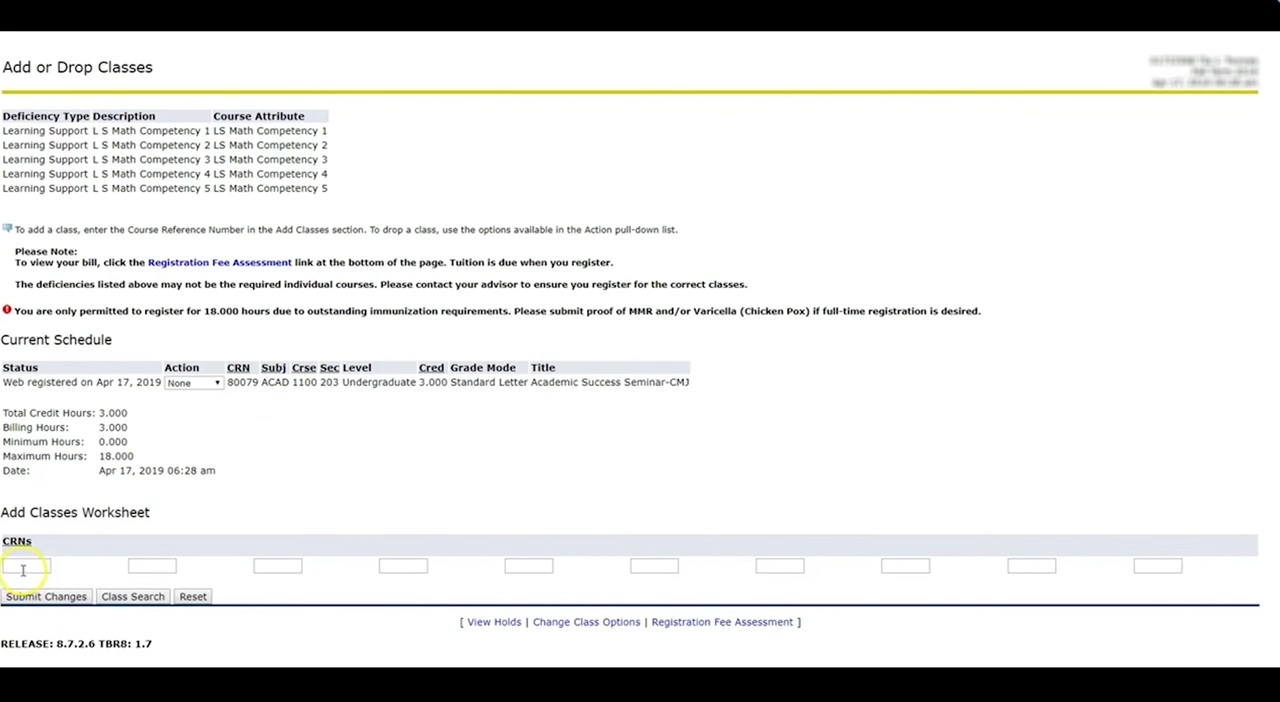 Add or Drop Classes
Deficiency Type Description Course Attribute
Learning Support L S Math Competency 1 LS Math Competency 1
Learning Support L S Math Competency 2 LS Math Competency 2
Learning Support L S Math Competency 3 LS Math Competency 3
Learning Support L S Math Competency 4 LS Math Competency 4
Learning Support L S Math Competency 5 LS Math Competency 5
To add a class, enter the Course Reference Number in the Add Classes section. To drop a class, use the options available in the Action pull-down list.
Please Note:
To view your bill, click the Registration Fee Assessment link at the bottom of the page. Tuition is due when you register.
The deficiencies listed above may not be the required individual courses. Please contact your advisor to ensure you register for the correct classes.
You are only permitted to register for 18.000 hours due to outstanding immunization requirements. Please submit proof of MMR and/or Varicella (Chicken Pox) if full-time registration is desired.
Current Schedule
Status Action CRN Subj Crse Sec Level Cred Grade Mode Title
Web registered on Apr 17, 2019 None 80079 ACAD 1100 203 Undergraduate 3.000 Standard Letter Academic Success Seminar-CMJ
Total Credit Hours: 3.000
Billing Hours: 3.000
Minimum Hours: 0.000
Maximum Hours: 18.000
Date: Apr 17, 2019 06:28 am
Add Classes Worksheet
CRNs
Submit Changes Class Search Reset
[ View Holds | Change Class Options | Registration Fee Assessment ]
RELEASE: 8.7.2.6 TBR8: 1.7